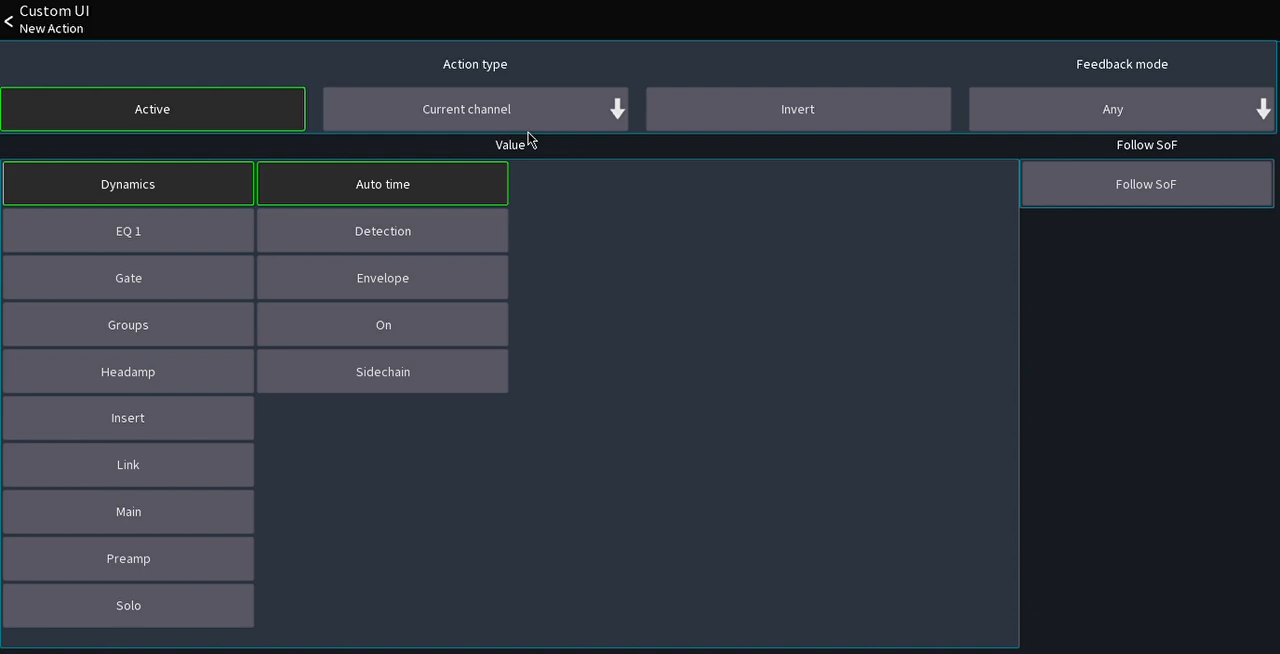 Custom UI
New Action
Action type
Feedback mode
Active
Current channel
Invert
Any
Value
Follow SoF
Dynamics
Auto time
Follow SoF
EQ 1
Detection
Gate
Envelope
Groups
On
Headamp
Sidechain
Insert
Link
Main
Preamp
Solo